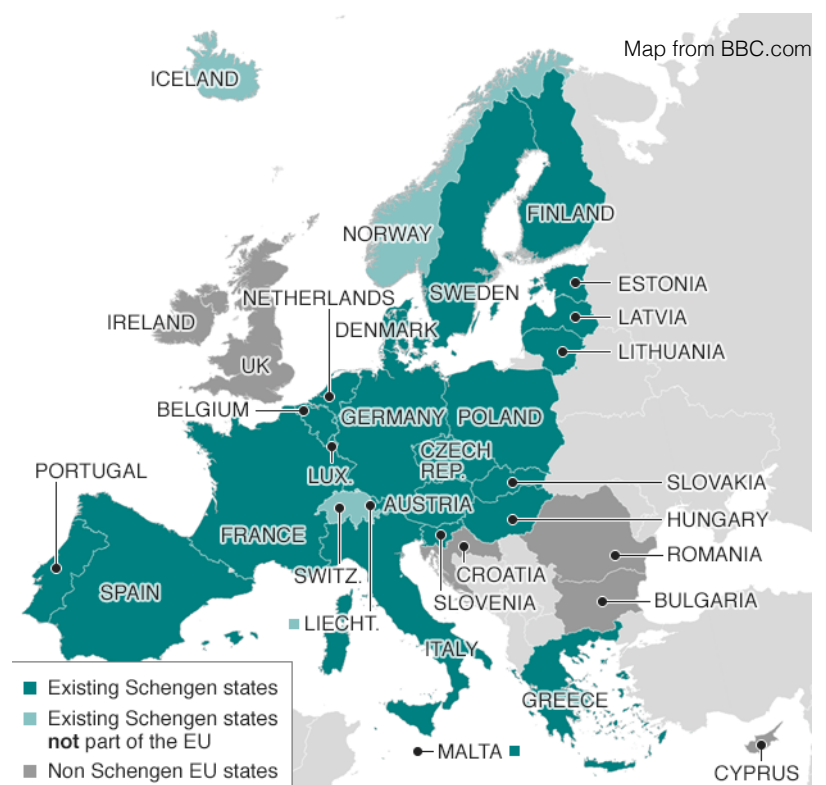 Map from BBC.com
ICELAND
FINLAND
NORWAY
ESTONIA
SWEDEN
NETHERLANDS
LATVIA
IRELAND
DENMARK
LITHUANIA
UK
BELGIUM
GERMANY
POLAND
CZECH
REP.
PORTUGAL
LUX.
SLOVAKIA
AUSTRIA
HUNGARY
FRANCE
ROMANIA
SWITZ.
CROATIA
SPAIN
SLOVENIA
BULGARIA
LIECHT.
ITALY
GREECE
MALTA
CYPRUS
Existing Schengen states
Existing Schengen states
not part of the EU
Non Schengen EU states